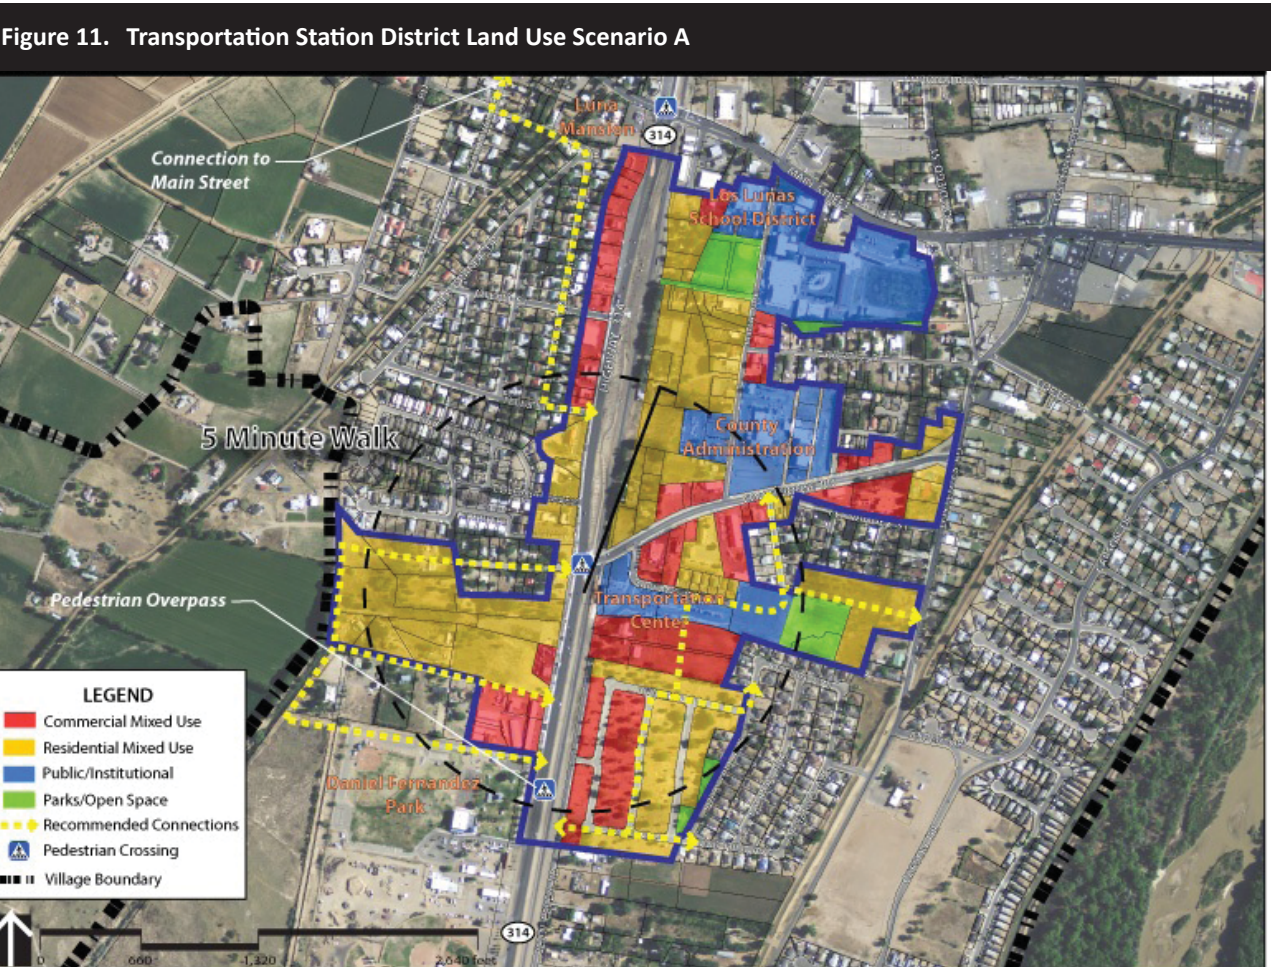 Figure 11. Transportation Station District Land Use Scenario A
Luna
Mansion
314
Connection to
Main Street
Los Lunas
School District
5 Minute Walk
County
Administration
Pedestrian Overpass
Transportation
Center
LEGEND
Commercial Mixed Use
Residential Mixed Use
Public/Institutional
Parks/Open Space
Recommended Connections
Pedestrian Crossing
Village Boundary
Daniel Fernandez
Park
314
0 660 1,320 2,640 feet